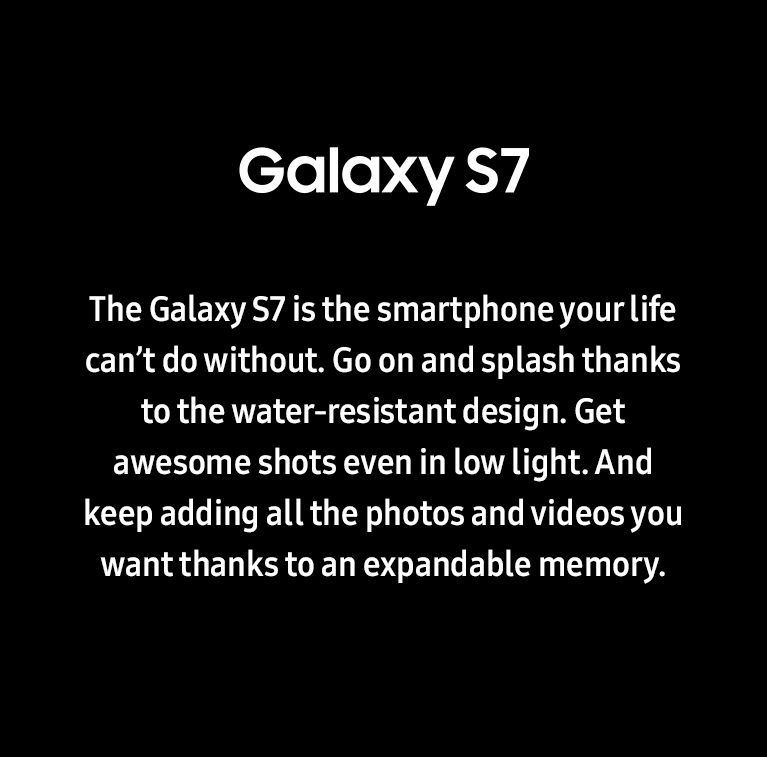 Galaxy S7
The Galaxy S7 is the smartphone your life
can’t do without. Go on and splash thanks
to the water-resistant design. Get
awesome shots even in low light. And
keep adding all the photos and videos you
want thanks to an expandable memory.